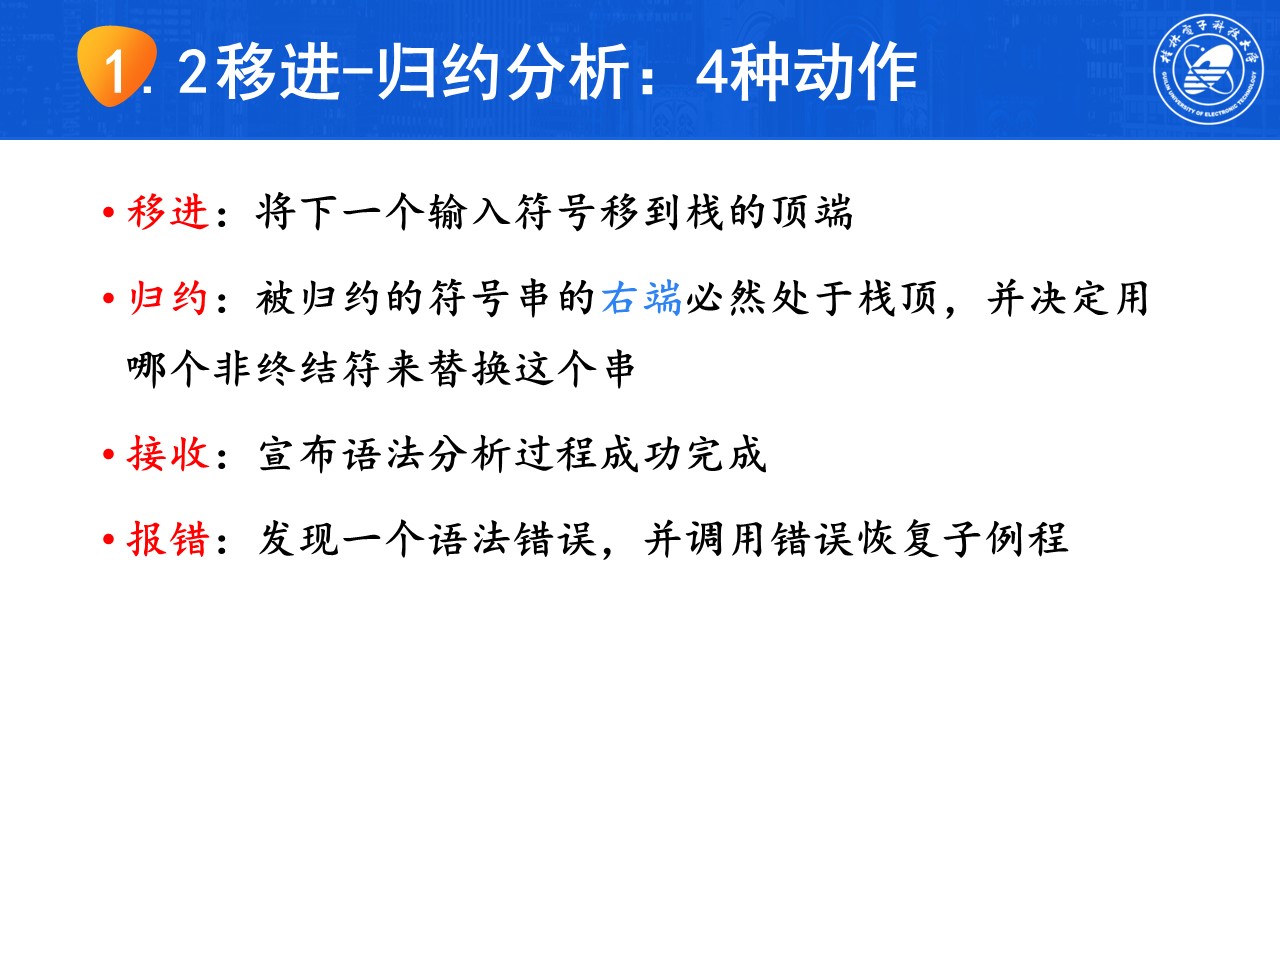 1.2移进-归约分析：4种动作
桂林电子科技大学
GUILIN UNIVERSITY OF ELECTRONIC TECHNOLOGY
• 移进：将下一个输入符号移到栈的顶端
• 归约：被归约的符号串的右端必然处于栈顶，并决定用
哪个非终结符来替换这个串
• 接收：宣布语法分析过程成功完成
• 报错：发现一个语法错误，并调用错误恢复子例程